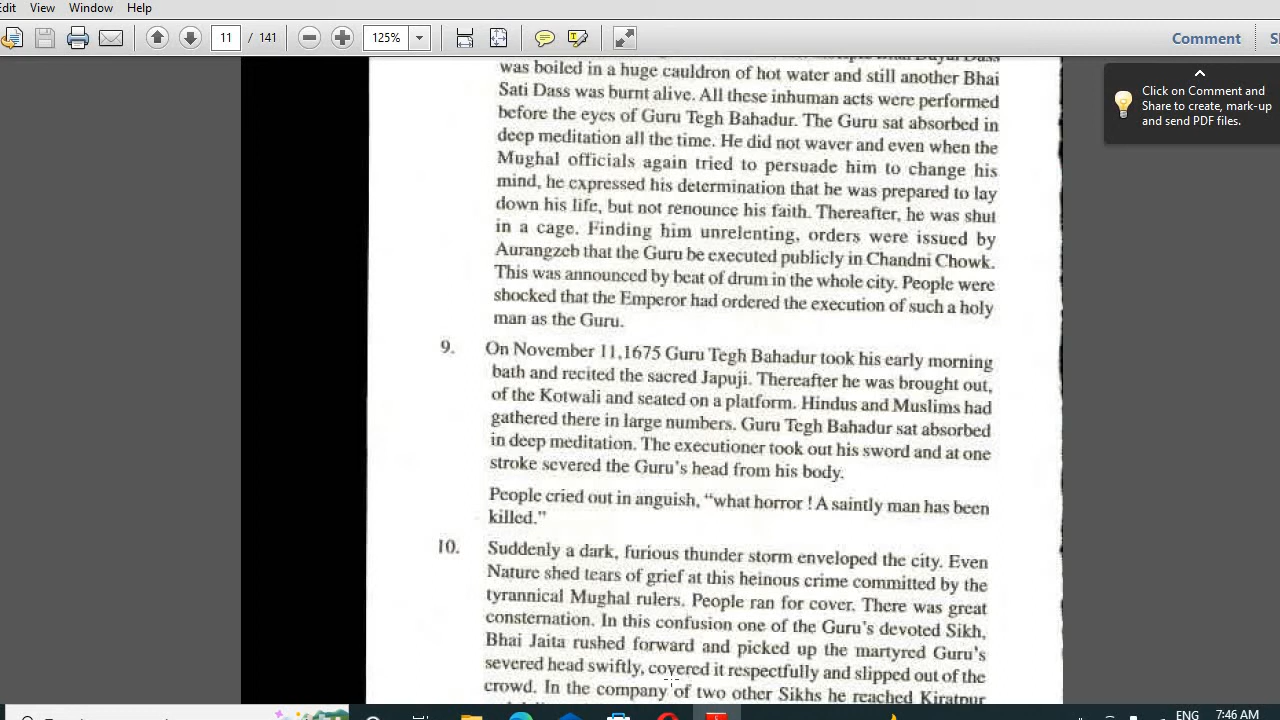 Edit View Window Help
11 / 141
125%
Comment
Click on Comment and
Share to create, mark-up
and send PDF files.
was boiled in a huge cauldron of hot water and still another Bhai
Sati Dass was burnt alive. All these inhuman acts were performed
before the eyes of Guru Tegh Bahadur. The Guru sat absorbed in
deep meditation all the time. He did not waver and even when the
Mughal officials again tried to persuade him to change his
mind, he expressed his determination that he was prepared to lay
down his life, but not renounce his faith. Thereafter, he was shut
in a cage. Finding him unrelenting, orders were issued by
Aurangzeb that the Guru be executed publicly in Chandni Chowk.
This was announced by beat of drum in the whole city. People were
shocked that the Emperor had ordered the execution of such a holy
man as the Guru.
9. On November 11,1675 Guru Tegh Bahadur took his early morning
bath and recited the sacred Japuji. Thereafter he was brought out,
of the Kotwali and seated on a platform. Hindus and Muslims had
gathered there in large numbers. Guru Tegh Bahadur sat absorbed
in deep meditation. The executioner took out his sword and at one
stroke severed the Guru's head from his body.
People cried out in anguish, "what horror ! A saintly man has been
killed."
10. Suddenly a dark, furious thunder storm enveloped the city. Even
Nature shed tears of grief at this heinous crime committed by the
tyrannical Mughal rulers. People ran for cover. There was great
consternation. In this confusion one of the Guru's devoted Sikh,
Bhai Jaita rushed forward and picked up the martyred Guru's
severed head swiftly, covered it respectfully and slipped out of the
crowd. In the company of two other Sikhs he reached Kiratpur
ENG 7:46 AM